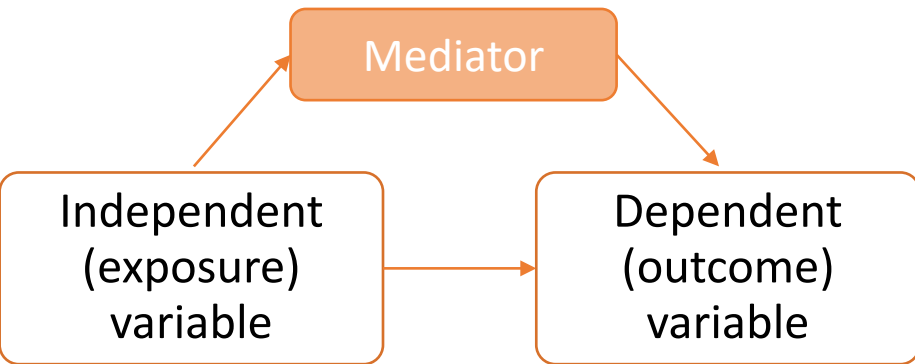 Mediator
Independent
(exposure)
variable
Dependent
(outcome)
variable